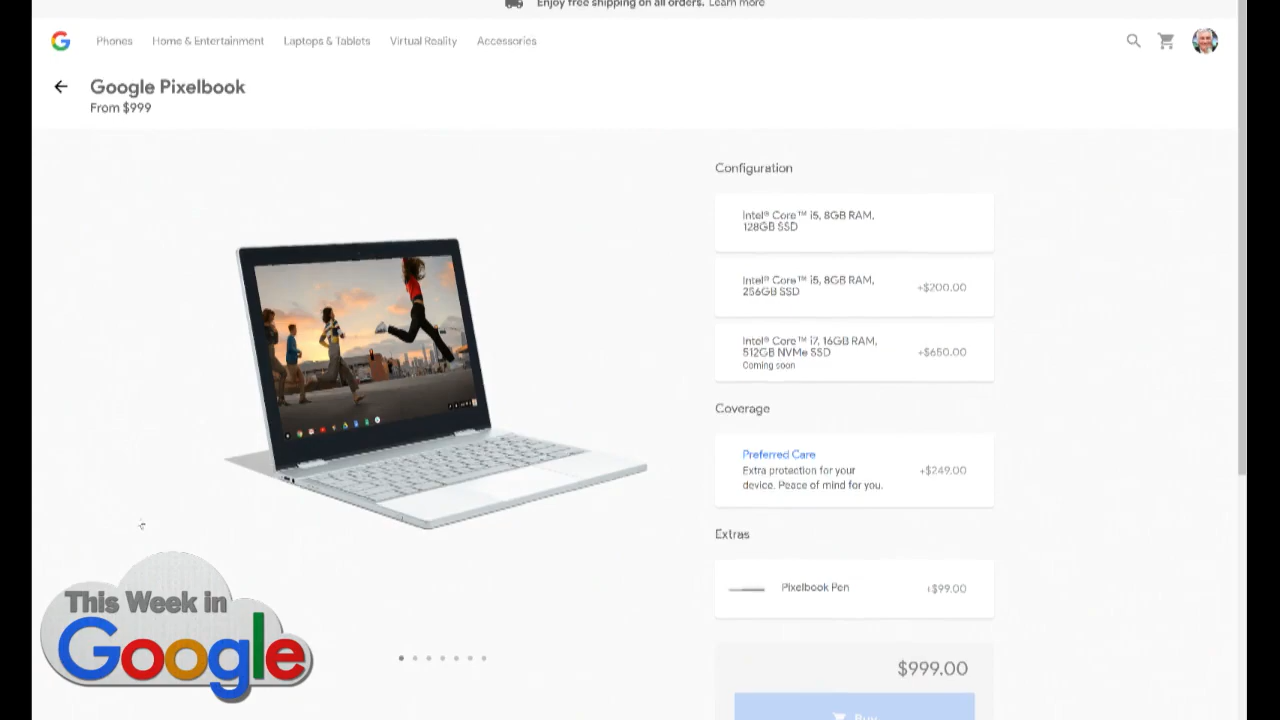 Enjoy free shipping on all orders. Learn more
Phones Home & Entertainment Laptops & Tablets Virtual Reality Accessories
Google Pixelbook
From $999
Configuration
Intel® Core™ i5, 8GB RAM,
128GB SSD
Intel® Core™ i5, 8GB RAM,
256GB SSD
+$200.00
Intel® Core™ i7, 16GB RAM,
512GB NVMe SSD
Coming soon
+$650.00
Coverage
Preferred Care
Extra protection for your
device. Peace of mind for you.
+$249.00
Extras
Pixelbook Pen
+$99.00
$999.00
Buy
This Week in
Google